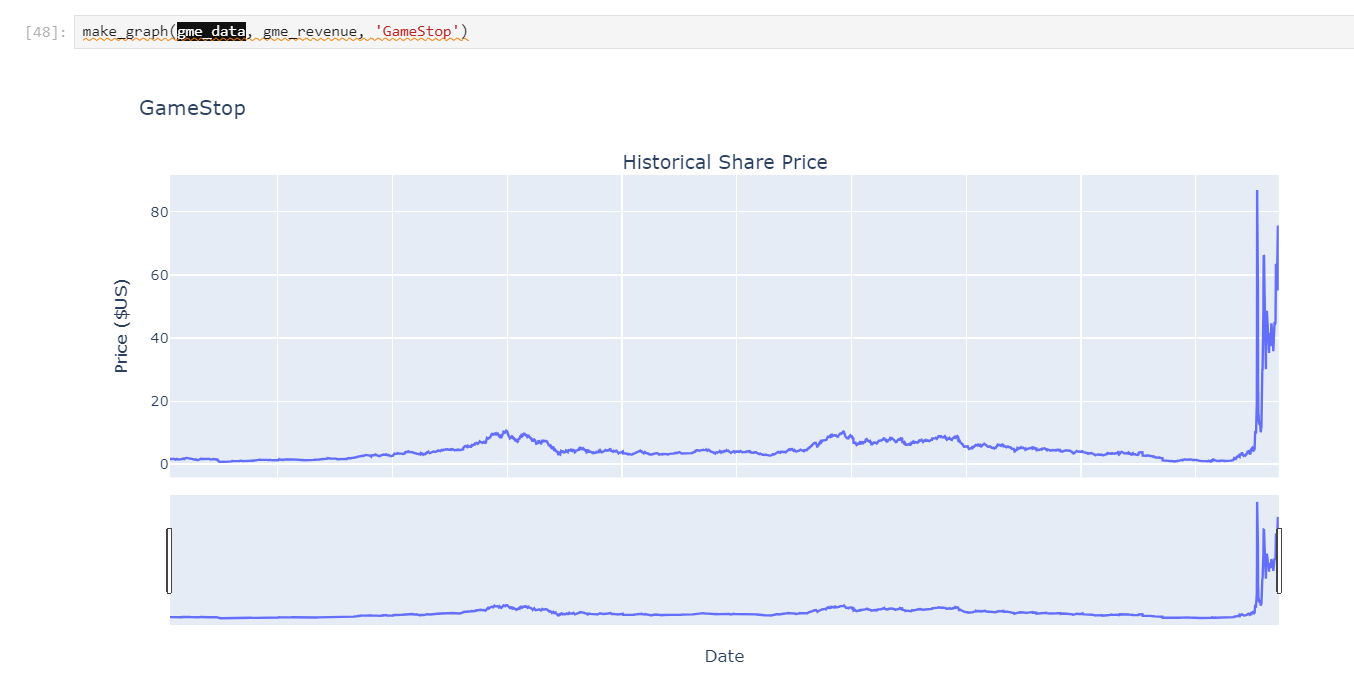 [48]: make_graph(gme_data, gme_revenue, 'GameStop')
GameStop
Historical Share Price
80
60
40
20
0
Price ($US)
Date